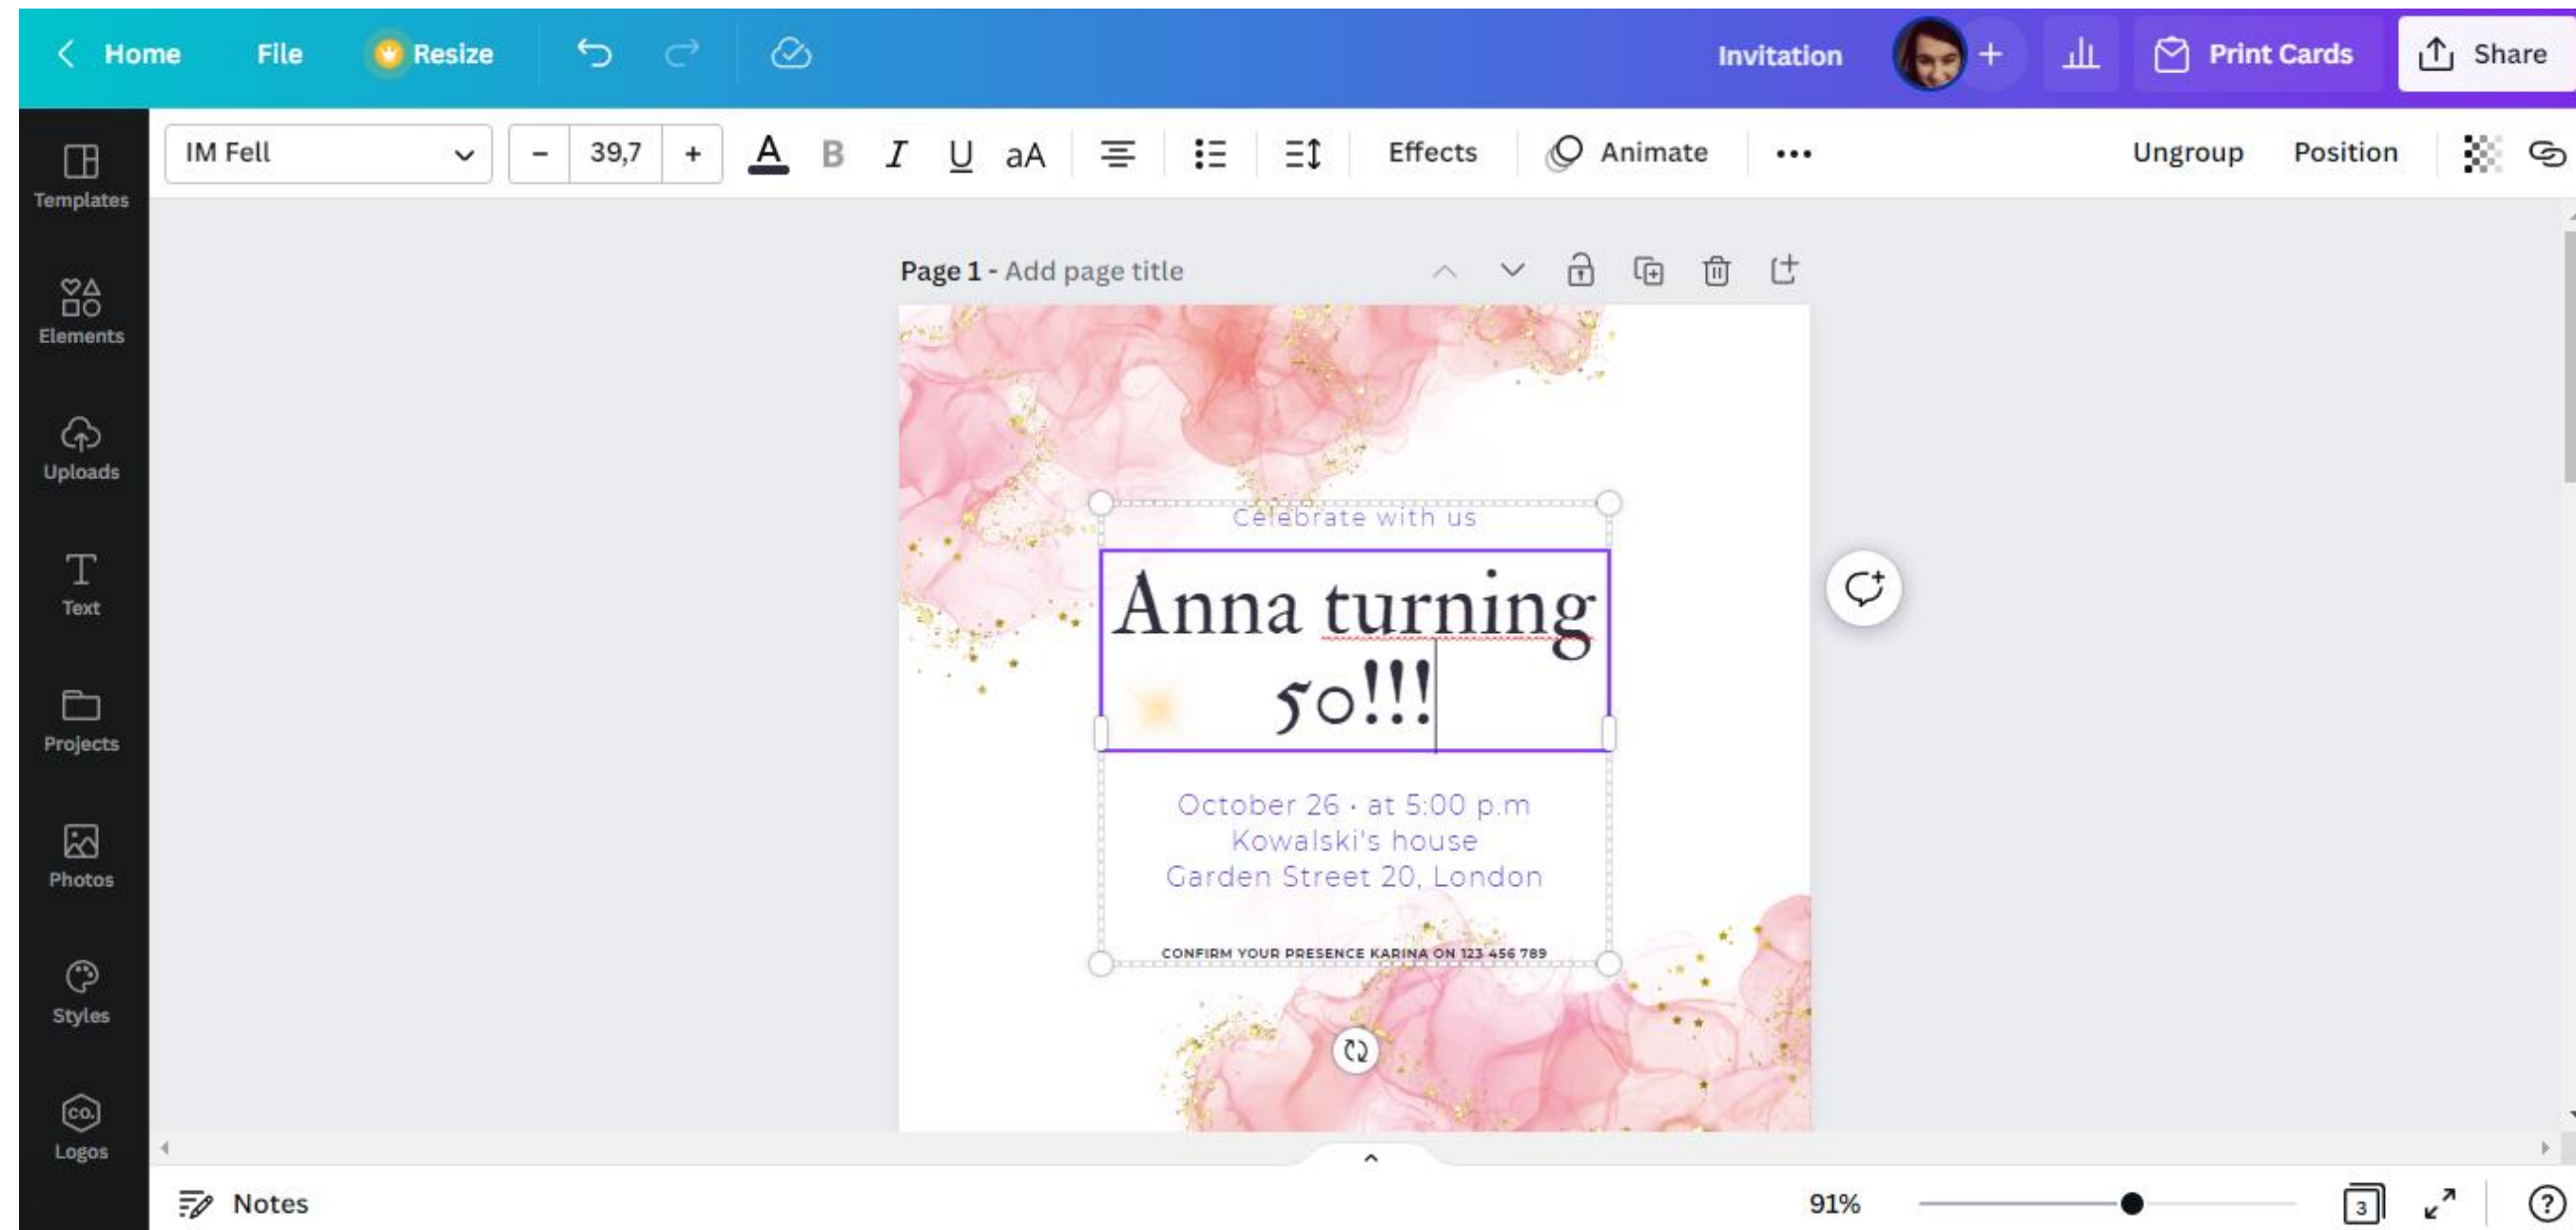 Home File Resize Invitation Print Cards Share
IM Fell - 39,7 + A B I U aA Effects Animate ... Ungroup Position
Templates
Elements
Uploads
Text
Projects
Photos
Styles
CO.
Logos
Page 1 - Add page title
Celebrate with us
Anna turning
50!!!
October 26 • at 5:00 p.m
Kowalski's house
Garden Street 20, London
CONFIRM YOUR PRESENCE KARINA ON 123 456 789
Notes 91% 3 ?